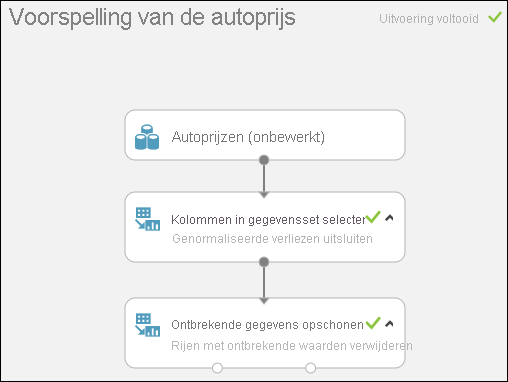 Voorspelling van de autoprijs
Uitvoering voltooid
Autoprijzen (onbewerkt)
Kolommen in gegevensset selecter
Genormaliseerde verliezen uitsluiten
Ontbrekende gegevens opschonen
Rijen met ontbrekende waarden verwijderen